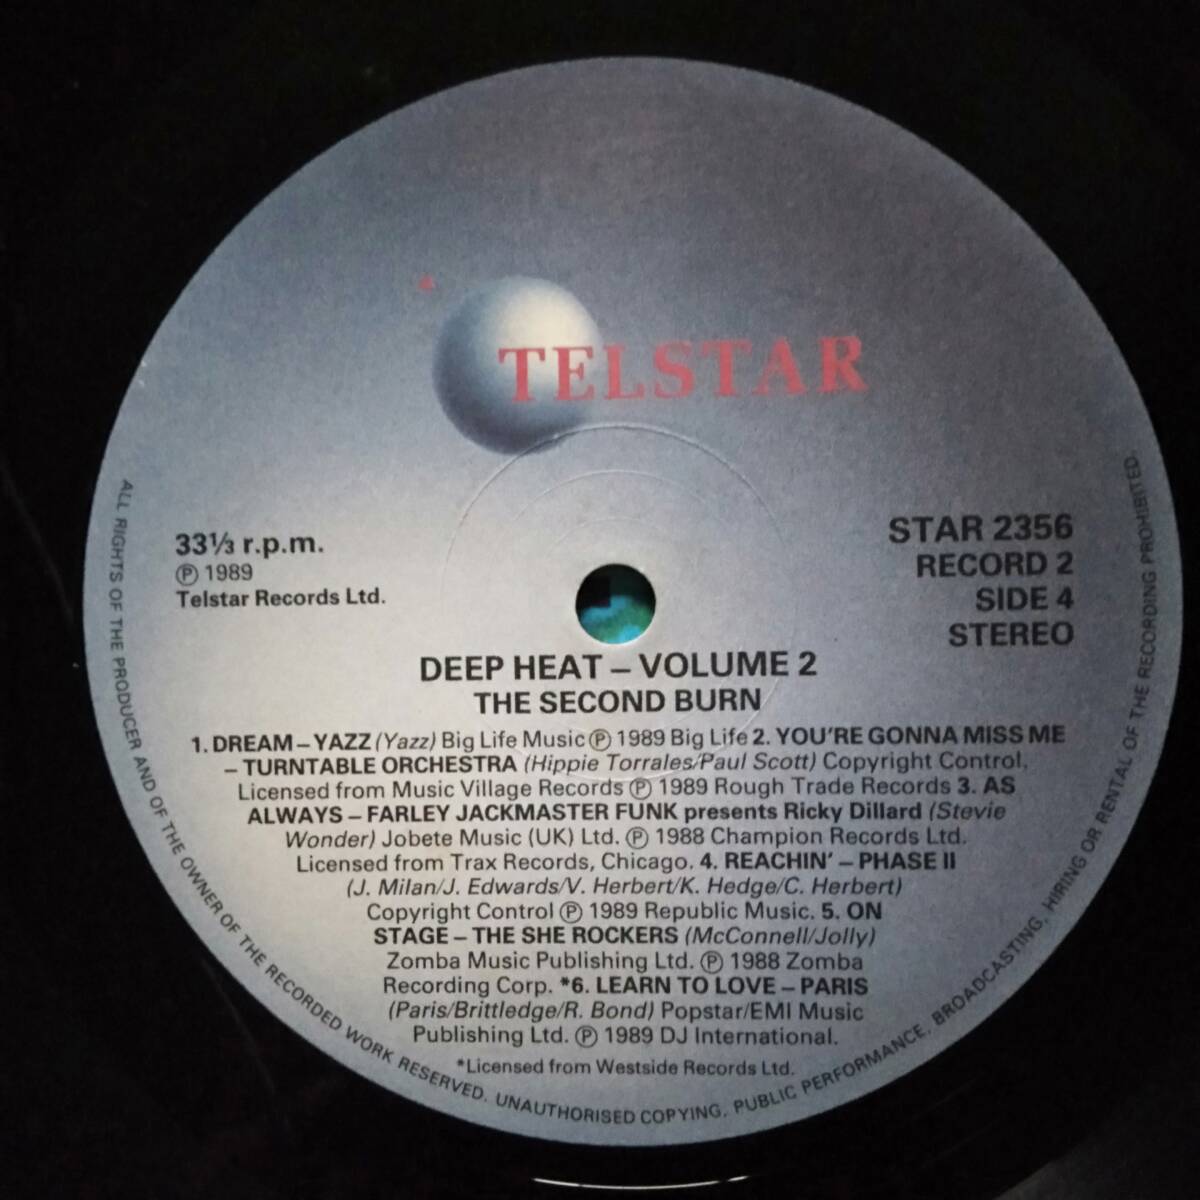 TELSTAR
33⅓ r.p.m.
Ⓟ 1989
Telstar Records Ltd.
STAR 2356
RECORD 2
SIDE 4
STEREO
DEEP HEAT – VOLUME 2
THE SECOND BURN
1. DREAM – YAZZ (Yazz) Big Life Music Ⓟ 1989 Big Life 2. YOU'RE GONNA MISS ME
– TURNTABLE ORCHESTRA (Hippie Torrales/Paul Scott) Copyright Control,
Licensed from Music Village Records Ⓟ 1989 Rough Trade Records 3. AS
ALWAYS – FARLEY JACKMASTER FUNK presents Ricky Dillard (Stevie
Wonder) Jobete Music (UK) Ltd. Ⓟ 1988 Champion Records Ltd.
Licensed from Trax Records, Chicago. 4. REACHIN' – PHASE II
(J. Milan/J. Edwards/V. Herbert/K. Hedge/C. Herbert)
Copyright Control Ⓟ 1989 Republic Music. 5. ON
STAGE – THE SHE ROCKERS (McConnell/Jolly)
Zomba Music Publishing Ltd. Ⓟ 1988 Zomba
Recording Corp. *6. LEARN TO LOVE – PARIS
(Paris/Brittledge/R. Bond) Popstar/EMI Music
Publishing Ltd. Ⓟ 1989 DJ International.
*Licensed from Westside Records Ltd.
ALL RIGHTS OF THE PRODUCER AND OF THE OWNER OF THE RECORDED WORK RESERVED. UNAUTHORISED COPYING, PUBLIC PERFORMANCE, BROADCASTING, HIRING OR RENTAL OF THE RECORDING PROHIBITED.